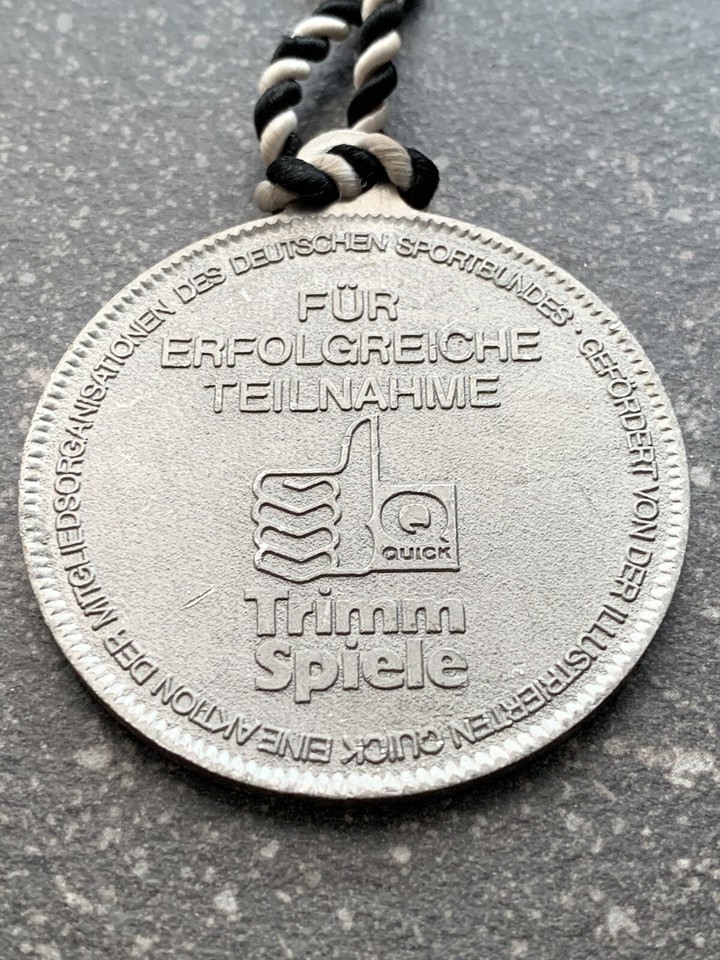 FÜR
ERFOLGREICHE
TEILNAHME
Q
QUICK
Trimm
Spiele
EINE AKTION DER MITGLIEDSORGANISATIONEN DES DEUTSCHEN SPORTBUNDES · GEFÖRDERT VON DER ILLUSTRIERTEN QUICK